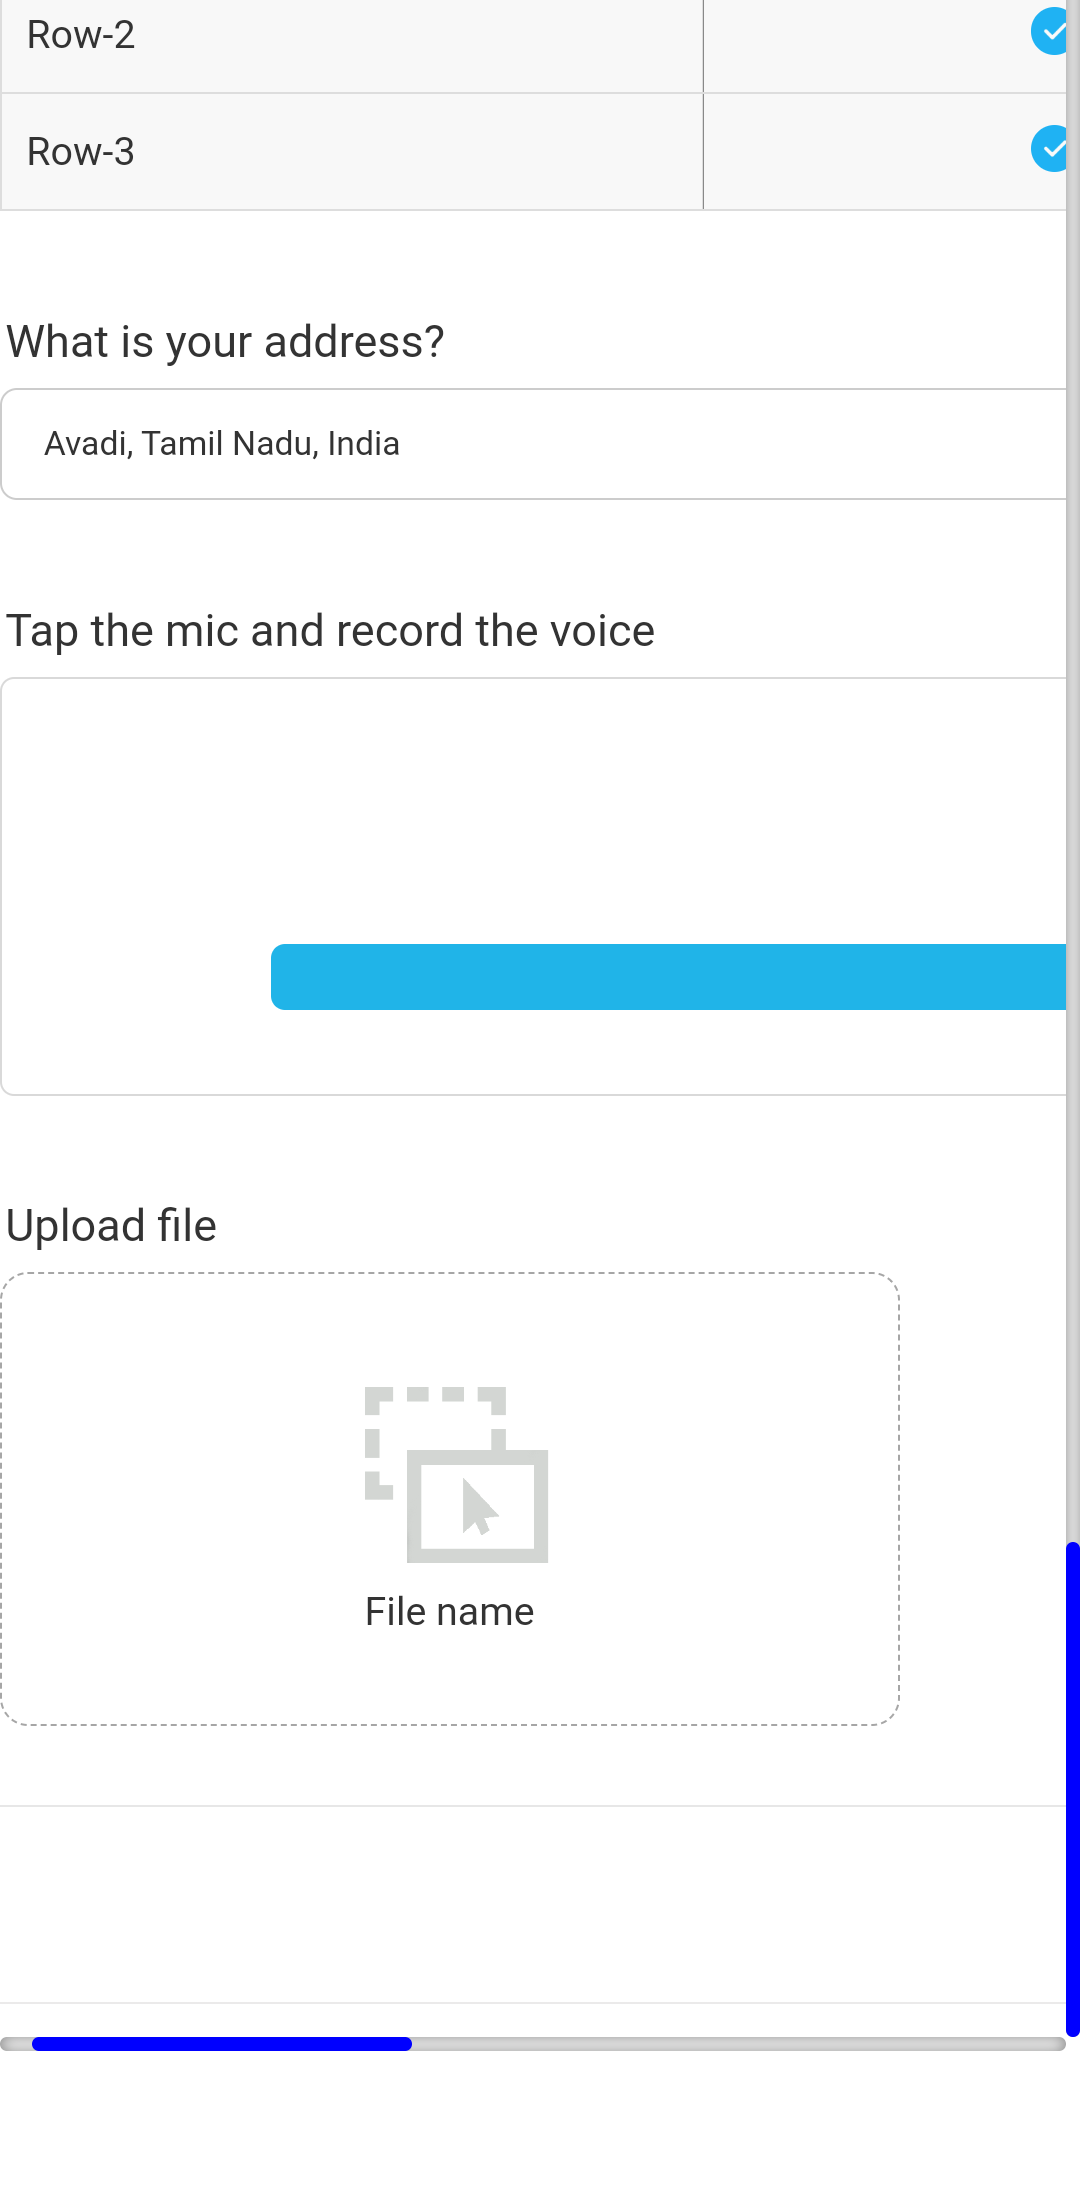 Row-2
Row-3
What is your address?
Avadi, Tamil Nadu, India
Tap the mic and record the voice
Upload file
File name